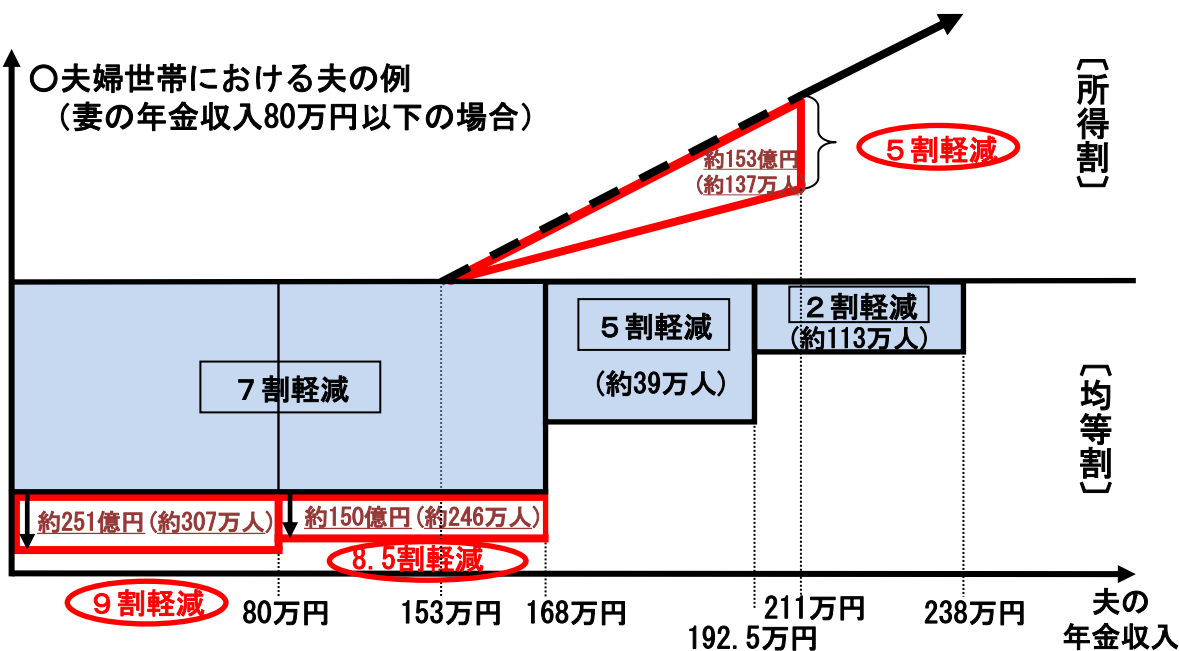 〇夫婦世帯における夫の例
（妻の年金収入80万円以下の場合）
〔所得割〕
５割軽減
約153億円
(約137万人)
７割軽減
５割軽減
(約39万人)
２割軽減
(約113万人)
〔均等割〕
約251億円(約307万人)
約150億円(約246万人)
９割軽減
8.5割軽減
80万円
153万円
168万円
192.5万円
211万円
238万円
夫の
年金収入